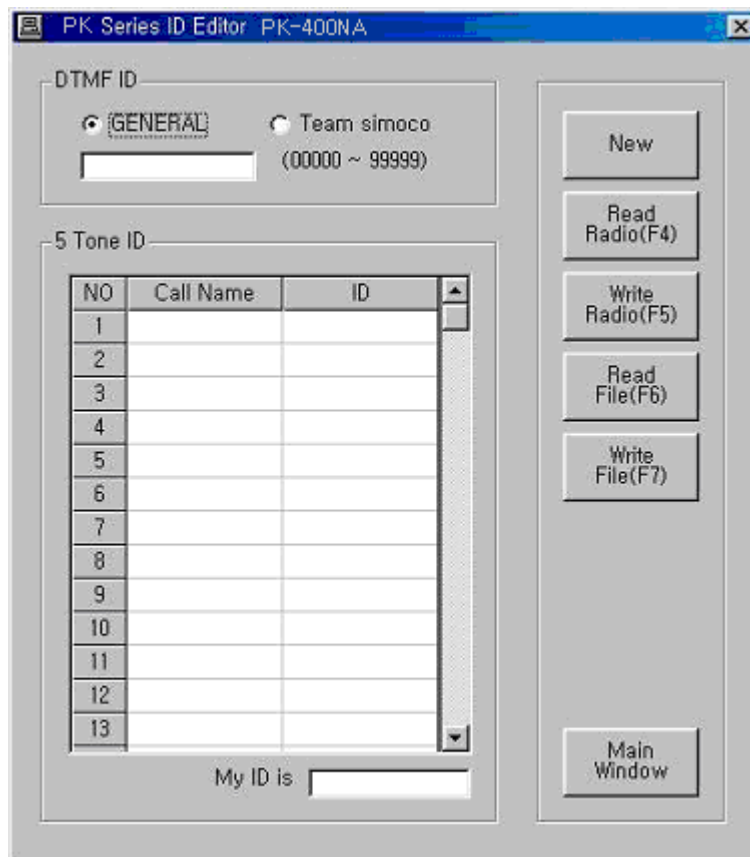 PK Series ID Editor PK-400NA
DTMF ID
GENERAL
Team simoco
(00000 ~ 99999)
5 Tone ID
NO Call Name ID
1
2
3
4
5
6
7
8
9
10
11
12
13
My ID is
New
Read
Radio(F4)
Write
Radio(F5)
Read
File(F6)
Write
File(F7)
Main
Window